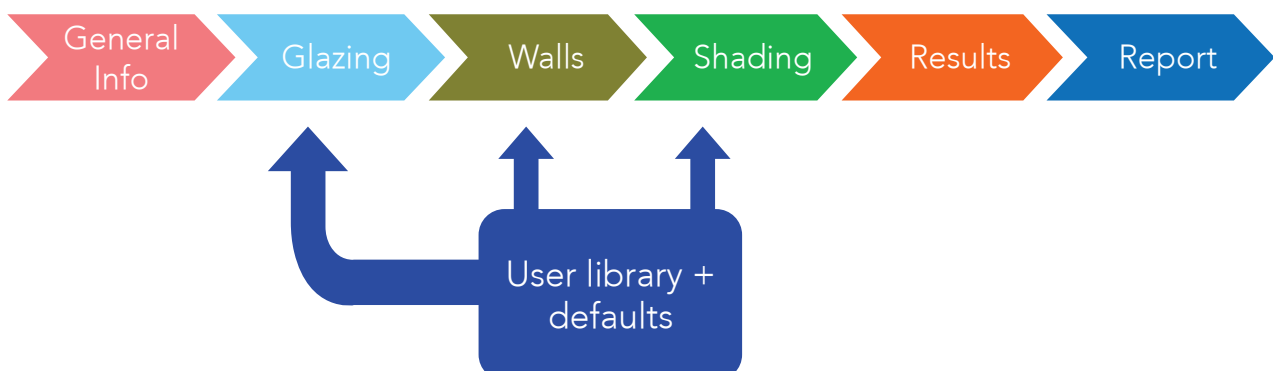 General
Info
Glazing
Walls
Shading
Results
Report
User library +
defaults